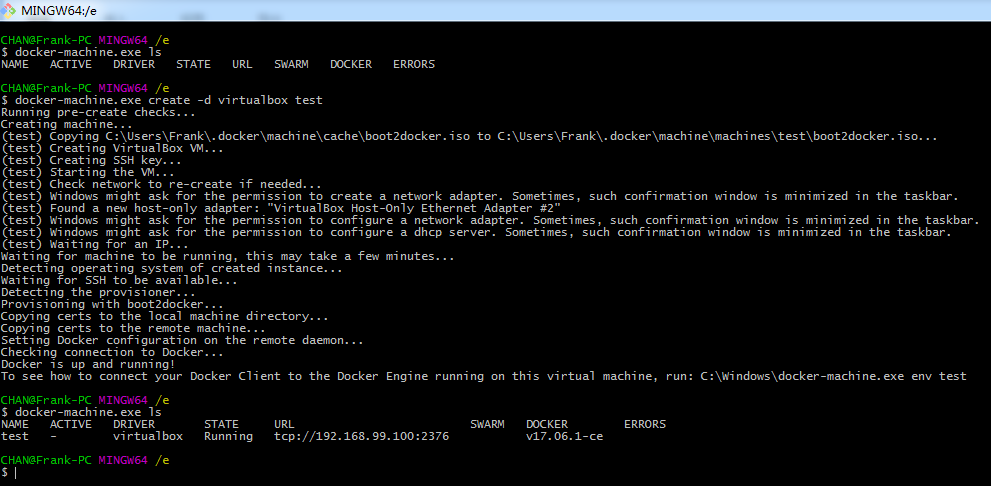 MINGW64:/e
CHAN@Frank-PC MINGW64 /e
$ docker-machine.exe ls
NAME   ACTIVE   DRIVER   STATE   URL   SWARM   DOCKER   ERRORS
CHAN@Frank-PC MINGW64 /e
$ docker-machine.exe create -d virtualbox test
Running pre-create checks...
Creating machine...
(test) Copying C:\Users\Frank\.docker\machine\cache\boot2docker.iso to C:\Users\Frank\.docker\machine\machines\test\boot2docker.iso...
(test) Creating VirtualBox VM...
(test) Creating SSH key...
(test) Starting the VM...
(test) Check network to re-create if needed...
(test) Windows might ask for the permission to create a network adapter. Sometimes, such confirmation window is minimized in the taskbar.
(test) Found a new host-only adapter: "VirtualBox Host-Only Ethernet Adapter #2"
(test) Windows might ask for the permission to configure a network adapter. Sometimes, such confirmation window is minimized in the taskbar.
(test) Windows might ask for the permission to configure a dhcp server. Sometimes, such confirmation window is minimized in the taskbar.
(test) Waiting for an IP...
Waiting for machine to be running, this may take a few minutes...
Detecting operating system of created instance...
Waiting for SSH to be available...
Detecting the provisioner...
Provisioning with boot2docker...
Copying certs to the local machine directory...
Copying certs to the remote machine...
Setting Docker configuration on the remote daemon...
Checking connection to Docker...
Docker is up and running!
To see how to connect your Docker Client to the Docker Engine running on this virtual machine, run: C:\Windows\docker-machine.exe env test
CHAN@Frank-PC MINGW64 /e
$ docker-machine.exe ls
NAME   ACTIVE   DRIVER       STATE     URL                         SWARM   DOCKER        ERRORS
test   -        virtualbox   Running   tcp://192.168.99.100:2376           v17.06.1-ce
CHAN@Frank-PC MINGW64 /e
$